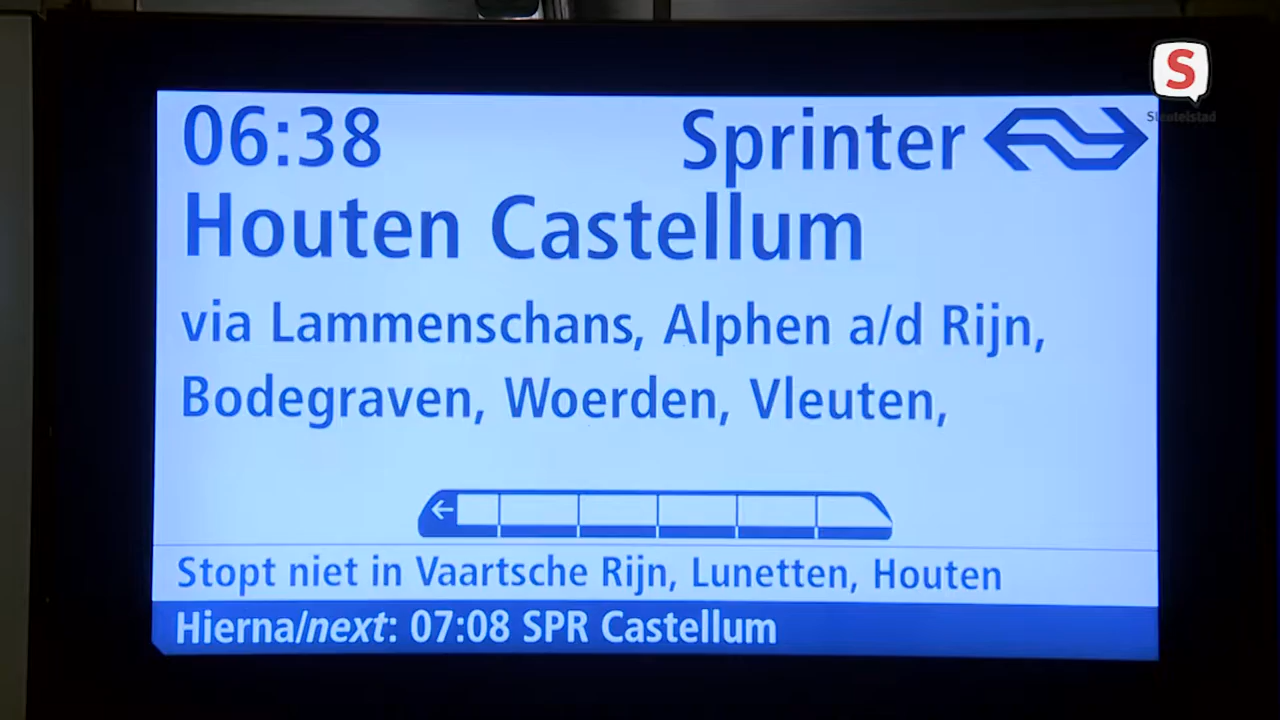 S
Sleutelstad
06:38 Sprinter
Houten Castellum
via Lammenschans, Alphen a/d Rijn,
Bodegraven, Woerden, Vleuten,
Stopt niet in Vaartsche Rijn, Lunetten, Houten
Hierna/next: 07:08 SPR Castellum